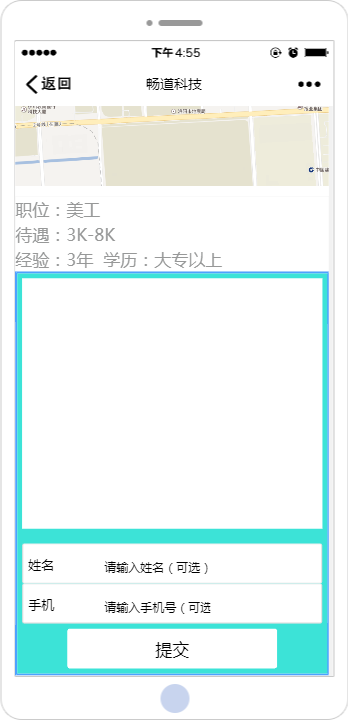 下午 4:55
返回
畅道科技
职位：美工
待遇：3K-8K
经验：3年 学历：大专以上
姓名 请输入姓名（可选）
手机 请输入手机号（可选
提交